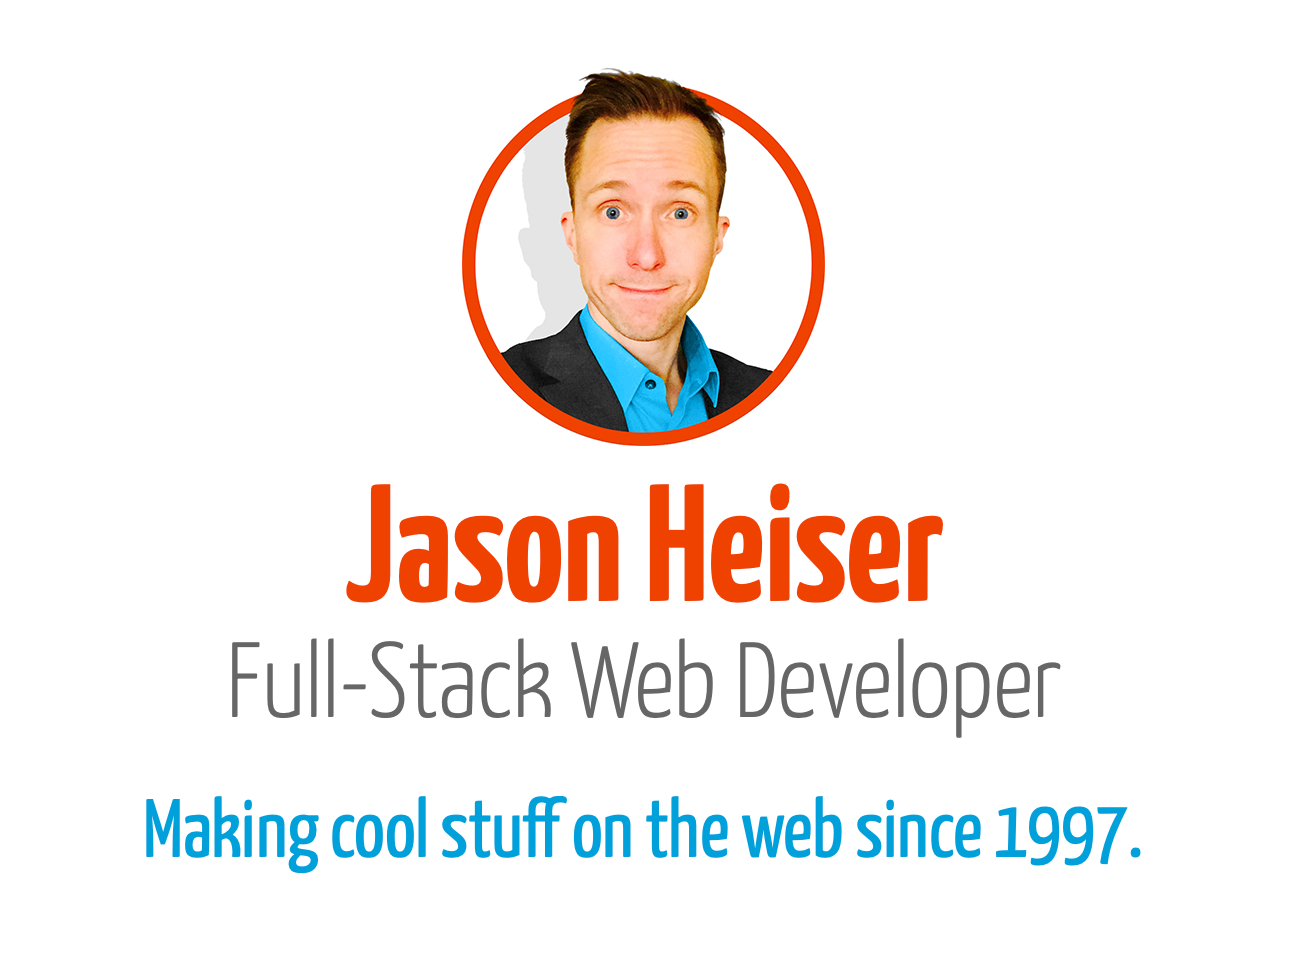 Jason Heiser
Full-Stack Web Developer
Making cool stuff on the web since 1997.